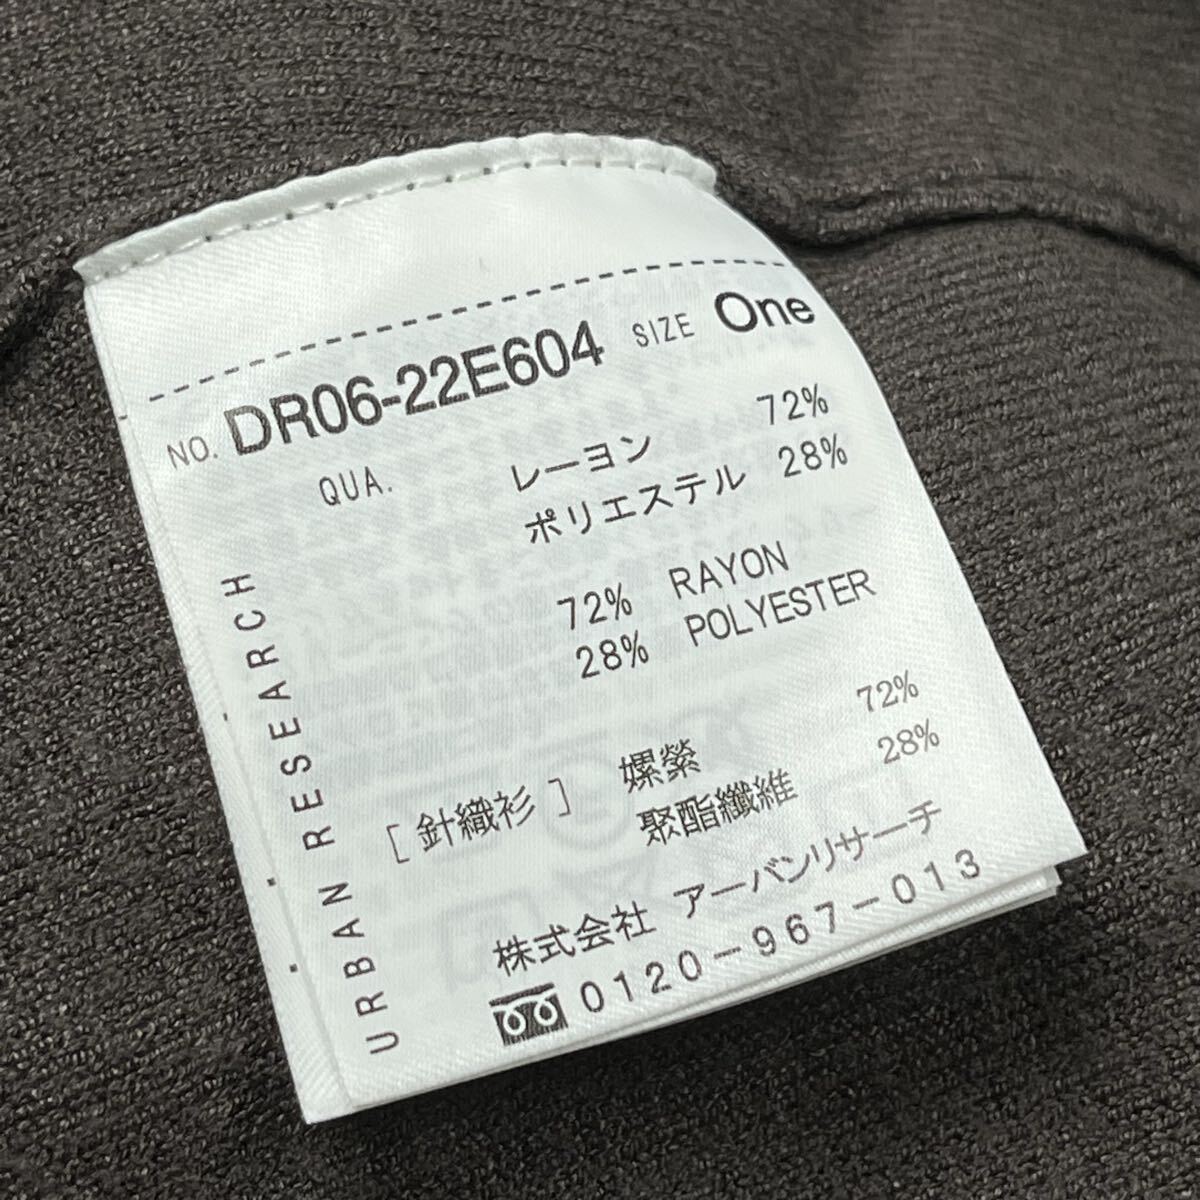 NO. DR06-22E604 SIZE One
QUA. レーヨン 72%
ポリエステル 28%
72% RAYON
28% POLYESTER
[針織衫] 嫘縈 72%
聚酯纖維 28%
株式会社 アーバンリサーチ
0120-967-013
URBAN RESEARCH